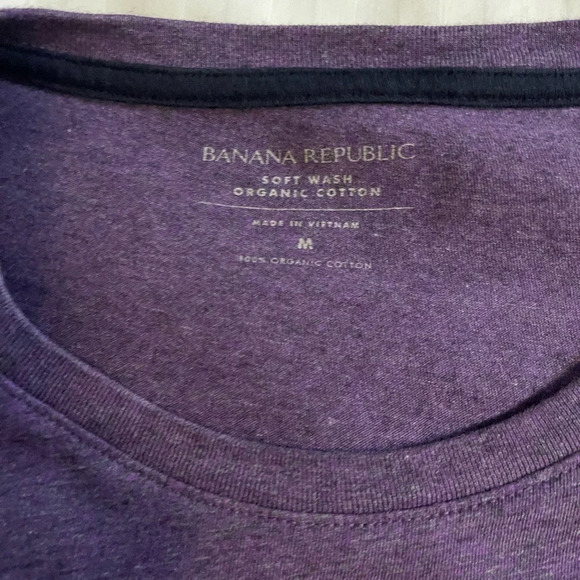 BANANA REPUBLIC
SOFT WASH
ORGANIC COTTON
MADE IN VIETNAM
M
100% ORGANIC COTTON